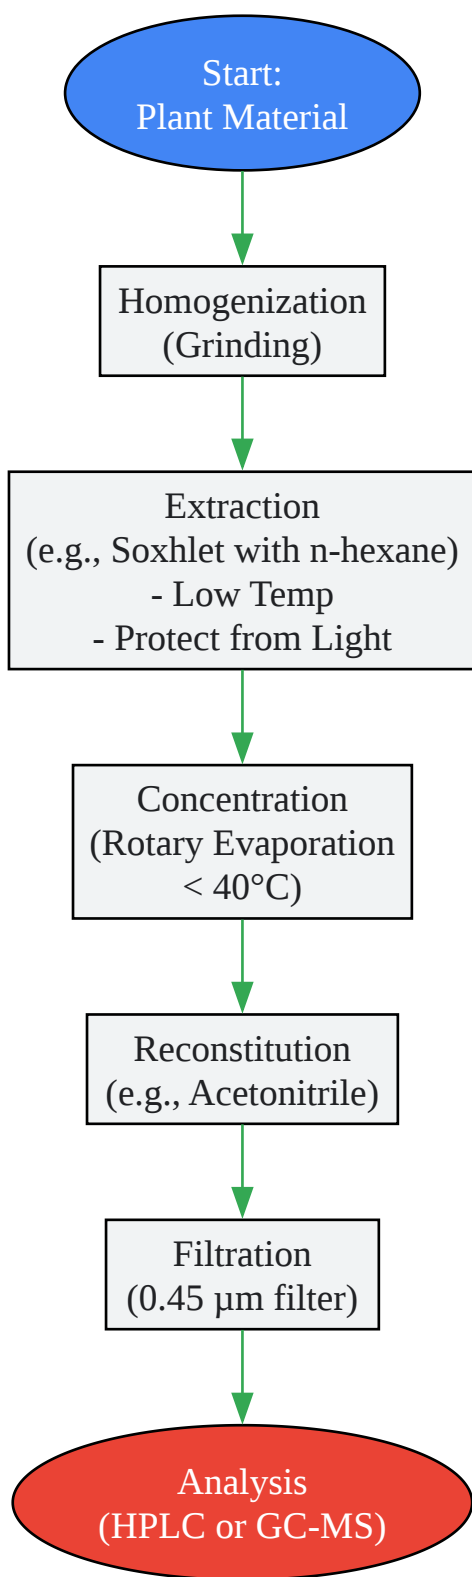 Start:
Plant Material
Homogenization
(Grinding)
Extraction
(e.g., Soxhlet with n-hexane)
- Low Temp
- Protect from Light
Concentration
(Rotary Evaporation
< 40°C)
Reconstitution
(e.g., Acetonitrile)
Filtration
(0.45 µm filter)
Analysis
(HPLC or GC-MS)